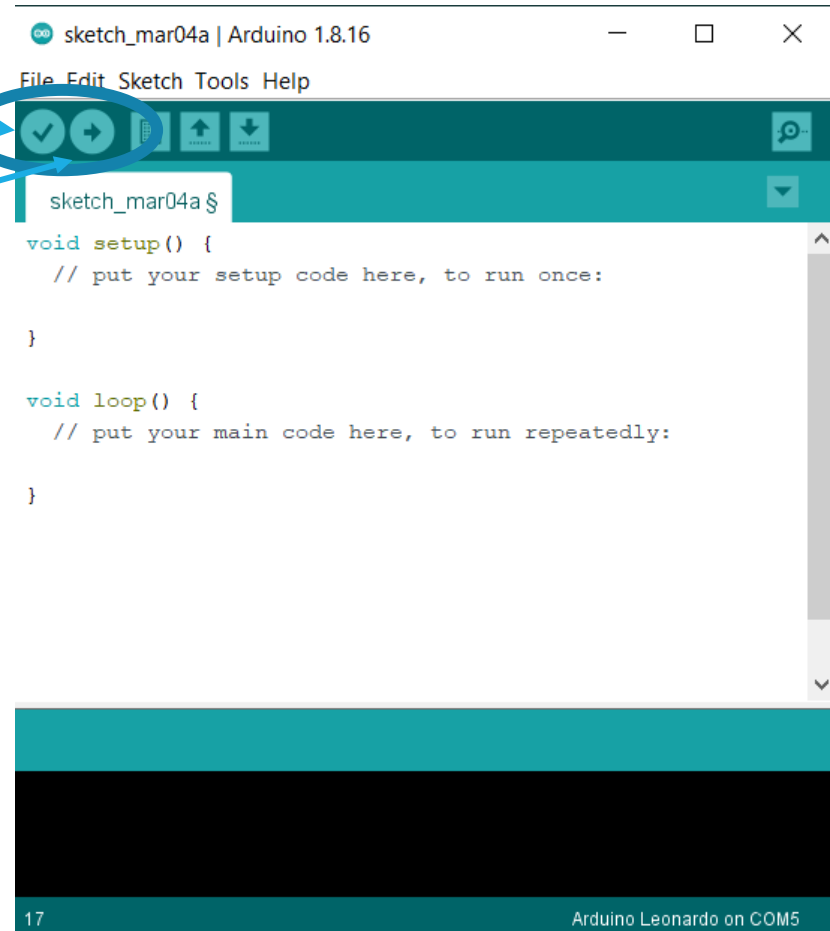 sketch_mar04a | Arduino 1.8.16
File Edit Sketch Tools Help
sketch_mar04a §
void setup() {
  // put your setup code here, to run once:
}
void loop() {
  // put your main code here, to run repeatedly:
}
17 Arduino Leonardo on COM5